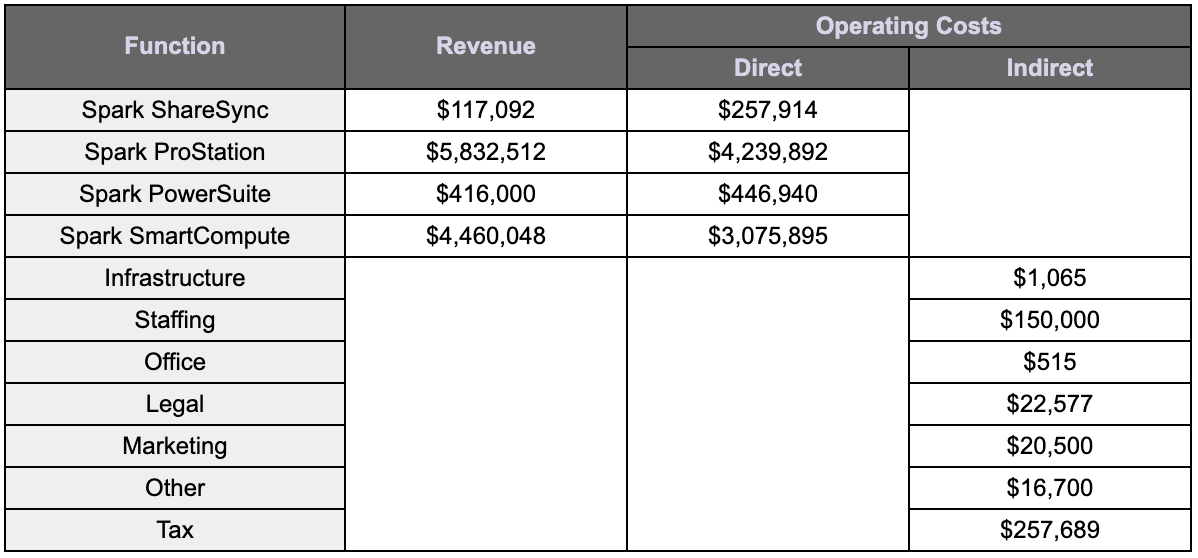 Function Revenue Operating Costs
Direct Indirect
Spark ShareSync $117,092 $257,914
Spark ProStation $5,832,512 $4,239,892
Spark PowerSuite $416,000 $446,940
Spark SmartCompute $4,460,048 $3,075,895
Infrastructure $1,065
Staffing $150,000
Office $515
Legal $22,577
Marketing $20,500
Other $16,700
Tax $257,689